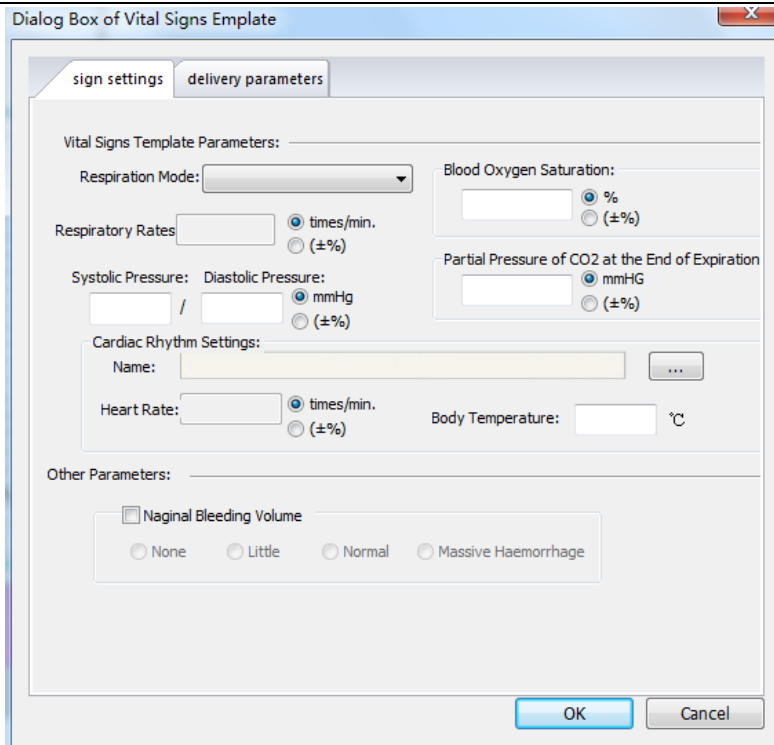 Dialog Box of Vital Signs Emplate
X
sign settings
delivery parameters
Vital Signs Template Parameters:
Respiration Mode:
Blood Oxygen Saturation:
%
(±%)
Respiratory Rates
times/min.
(±%)
Partial Pressure of CO2 at the End of Expiration
mmHG
(±%)
Systolic Pressure: Diastolic Pressure:
/
mmHg
(±%)
Cardiac Rhythm Settings:
Name:
...
Heart Rate:
times/min.
(±%)
Body Temperature:
℃
Other Parameters:
Naginal Bleeding Volume
None Little Normal Massive Haemorrhage
OK Cancel